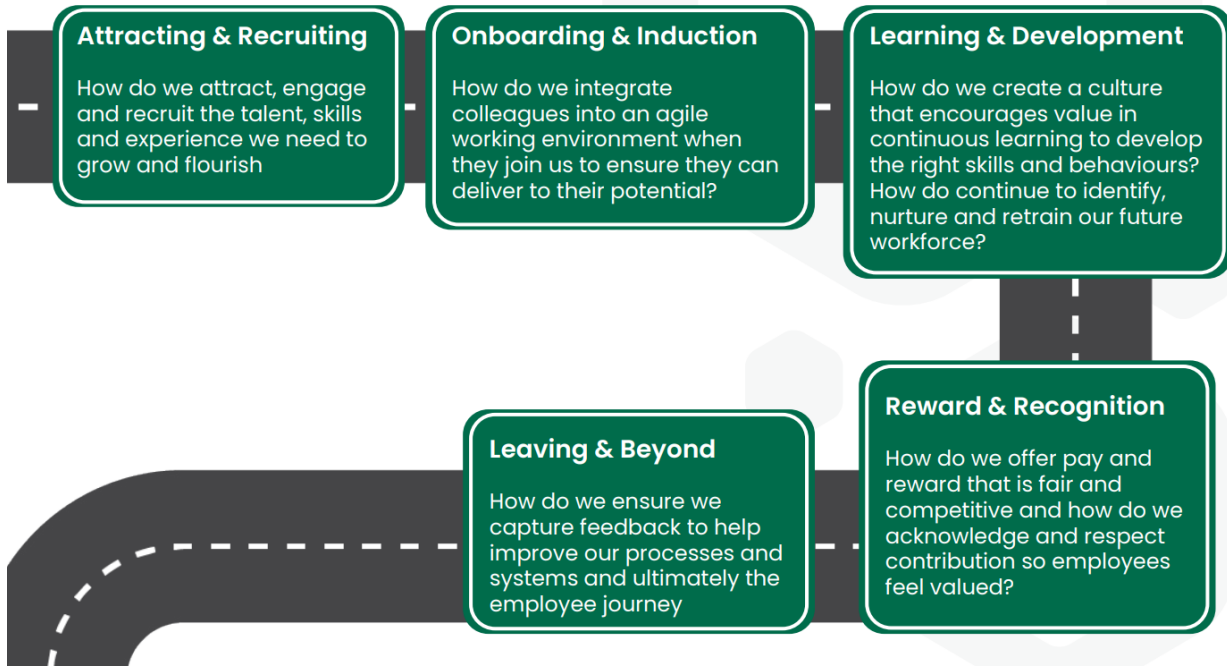 Attracting & Recruiting
How do we attract, engage
and recruit the talent, skills
and experience we need to
grow and flourish
Onboarding & Induction
How do we integrate
colleagues into an agile
working environment when
they join us to ensure they can
deliver to their potential?
Learning & Development
How do we create a culture
that encourages value in
continuous learning to develop
the right skills and behaviours?
How do continue to identify,
nurture and retrain our future
workforce?
Reward & Recognition
How do we offer pay and
reward that is fair and
competitive and how do we
acknowledge and respect
contribution so employees
feel valued?
Leaving & Beyond
How do we ensure we
capture feedback to help
improve our processes and
systems and ultimately the
employee journey